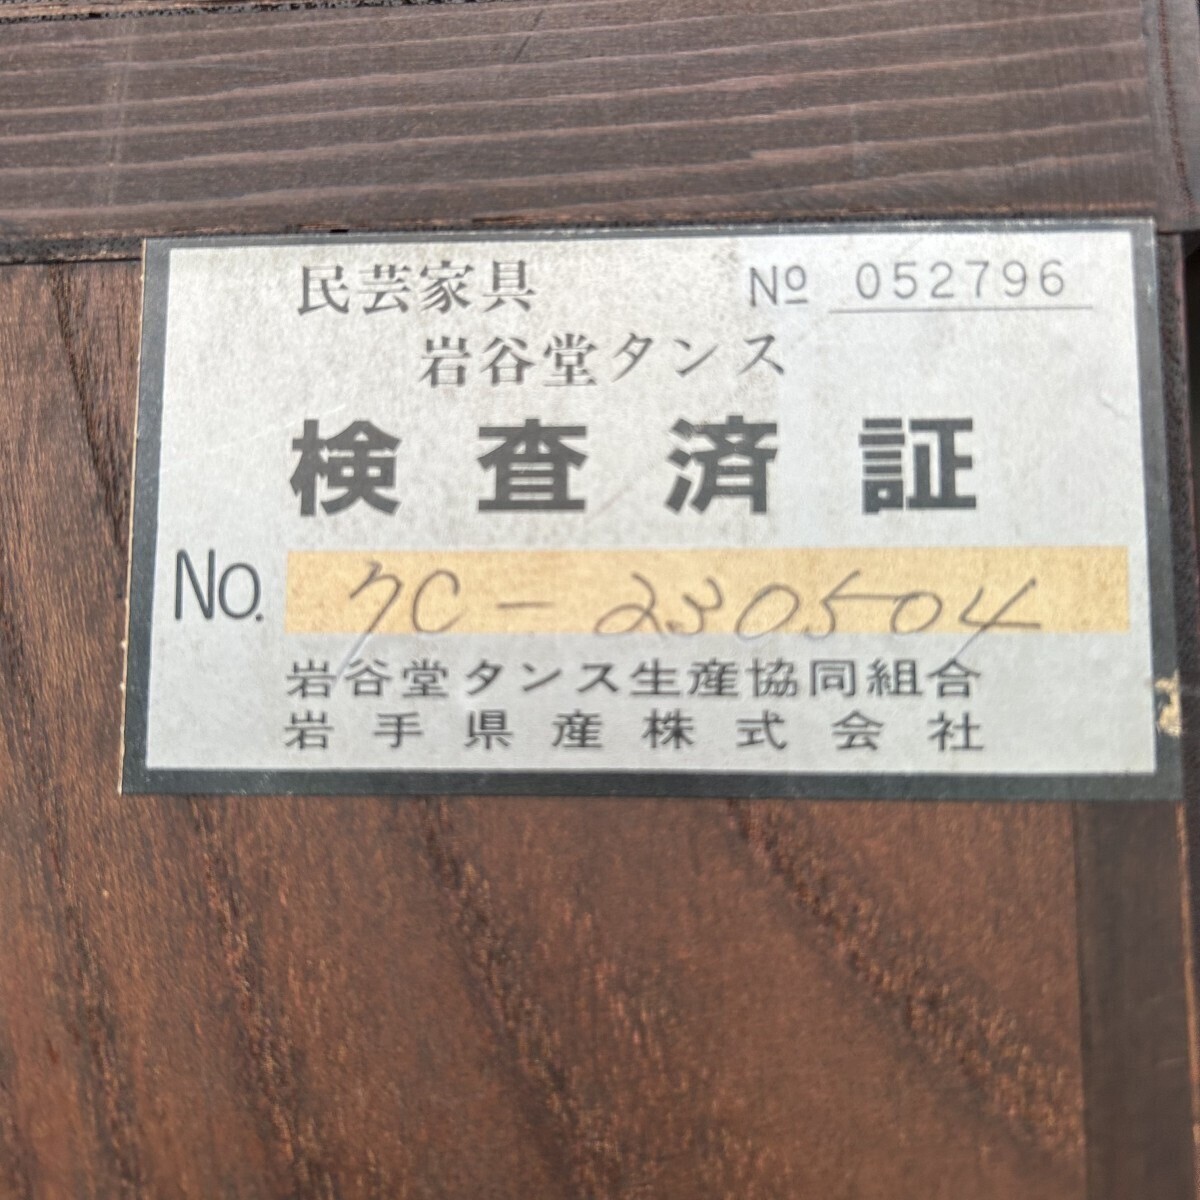 民芸家具 № 052796
岩谷堂タンス
検査済証
No. 7C-230504
岩谷堂タンス生産協同組合
岩手県産株式会社